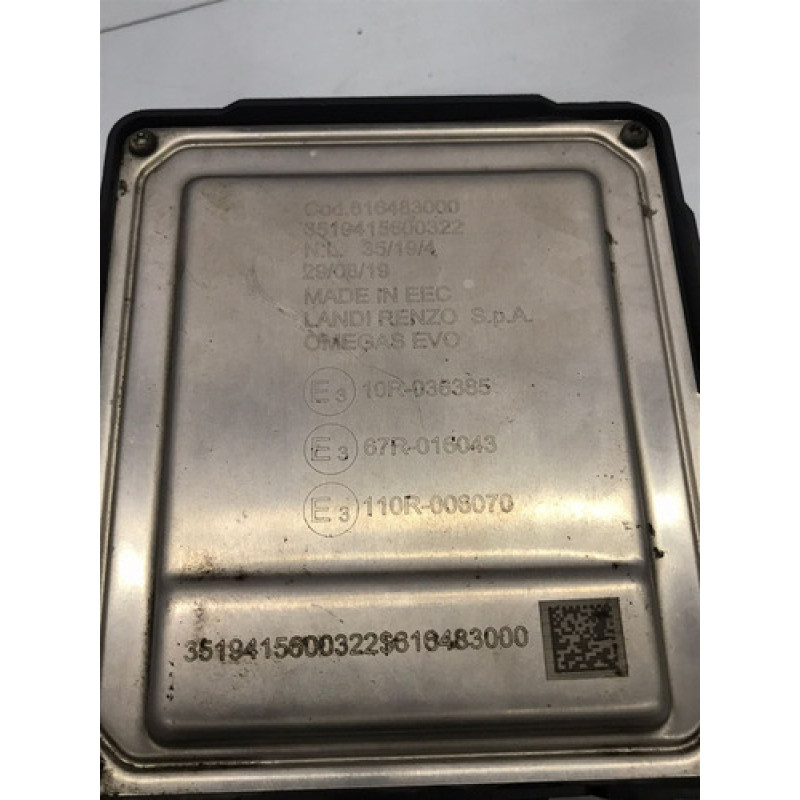 Cod.616483000
3519415600322
N.L. 35/19/4
29/08/19
MADE IN EEC
LANDI RENZO S.p.A.
OMEGAS EVO
E3 10R-036385
E3 67R-016043
E3 110R-006070
3519415600322$616483000